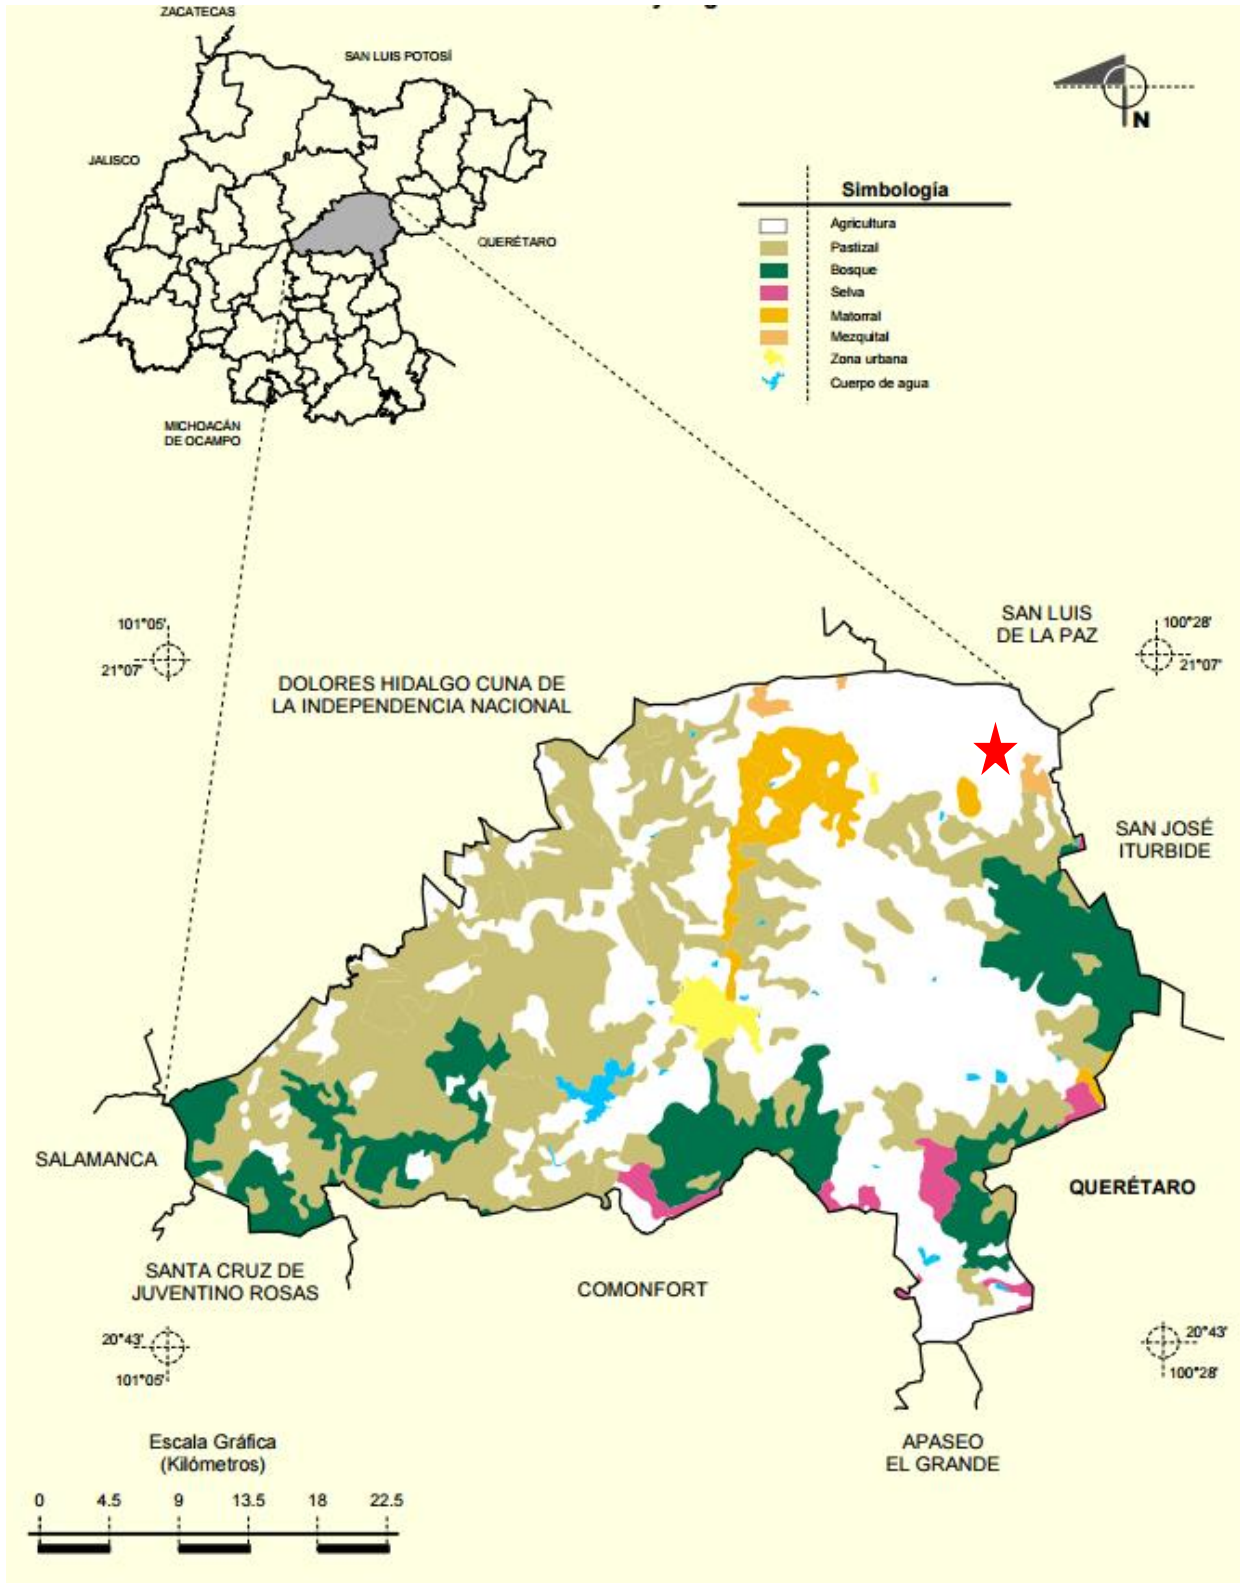 ZACATECAS
SAN LUIS POTOSÍ
JALISCO
QUERÉTARO
MICHOACÁN
DE OCAMPO
N
Simbología
Agricultura
Pastizal
Bosque
Selva
Matorral
Mezquital
Zona urbana
Cuerpo de agua
101°05'
21°07'
SAN LUIS
DE LA PAZ
100°28'
21°07'
DOLORES HIDALGO CUNA DE
LA INDEPENDENCIA NACIONAL
SAN JOSÉ
ITURBIDE
SALAMANCA
QUERÉTARO
SANTA CRUZ DE
JUVENTINO ROSAS
COMONFORT
20°43'
101°05'
20°43'
100°28'
APASEO
EL GRANDE
Escala Gráfica
(Kilómetros)
0 4.5 9 13.5 18 22.5